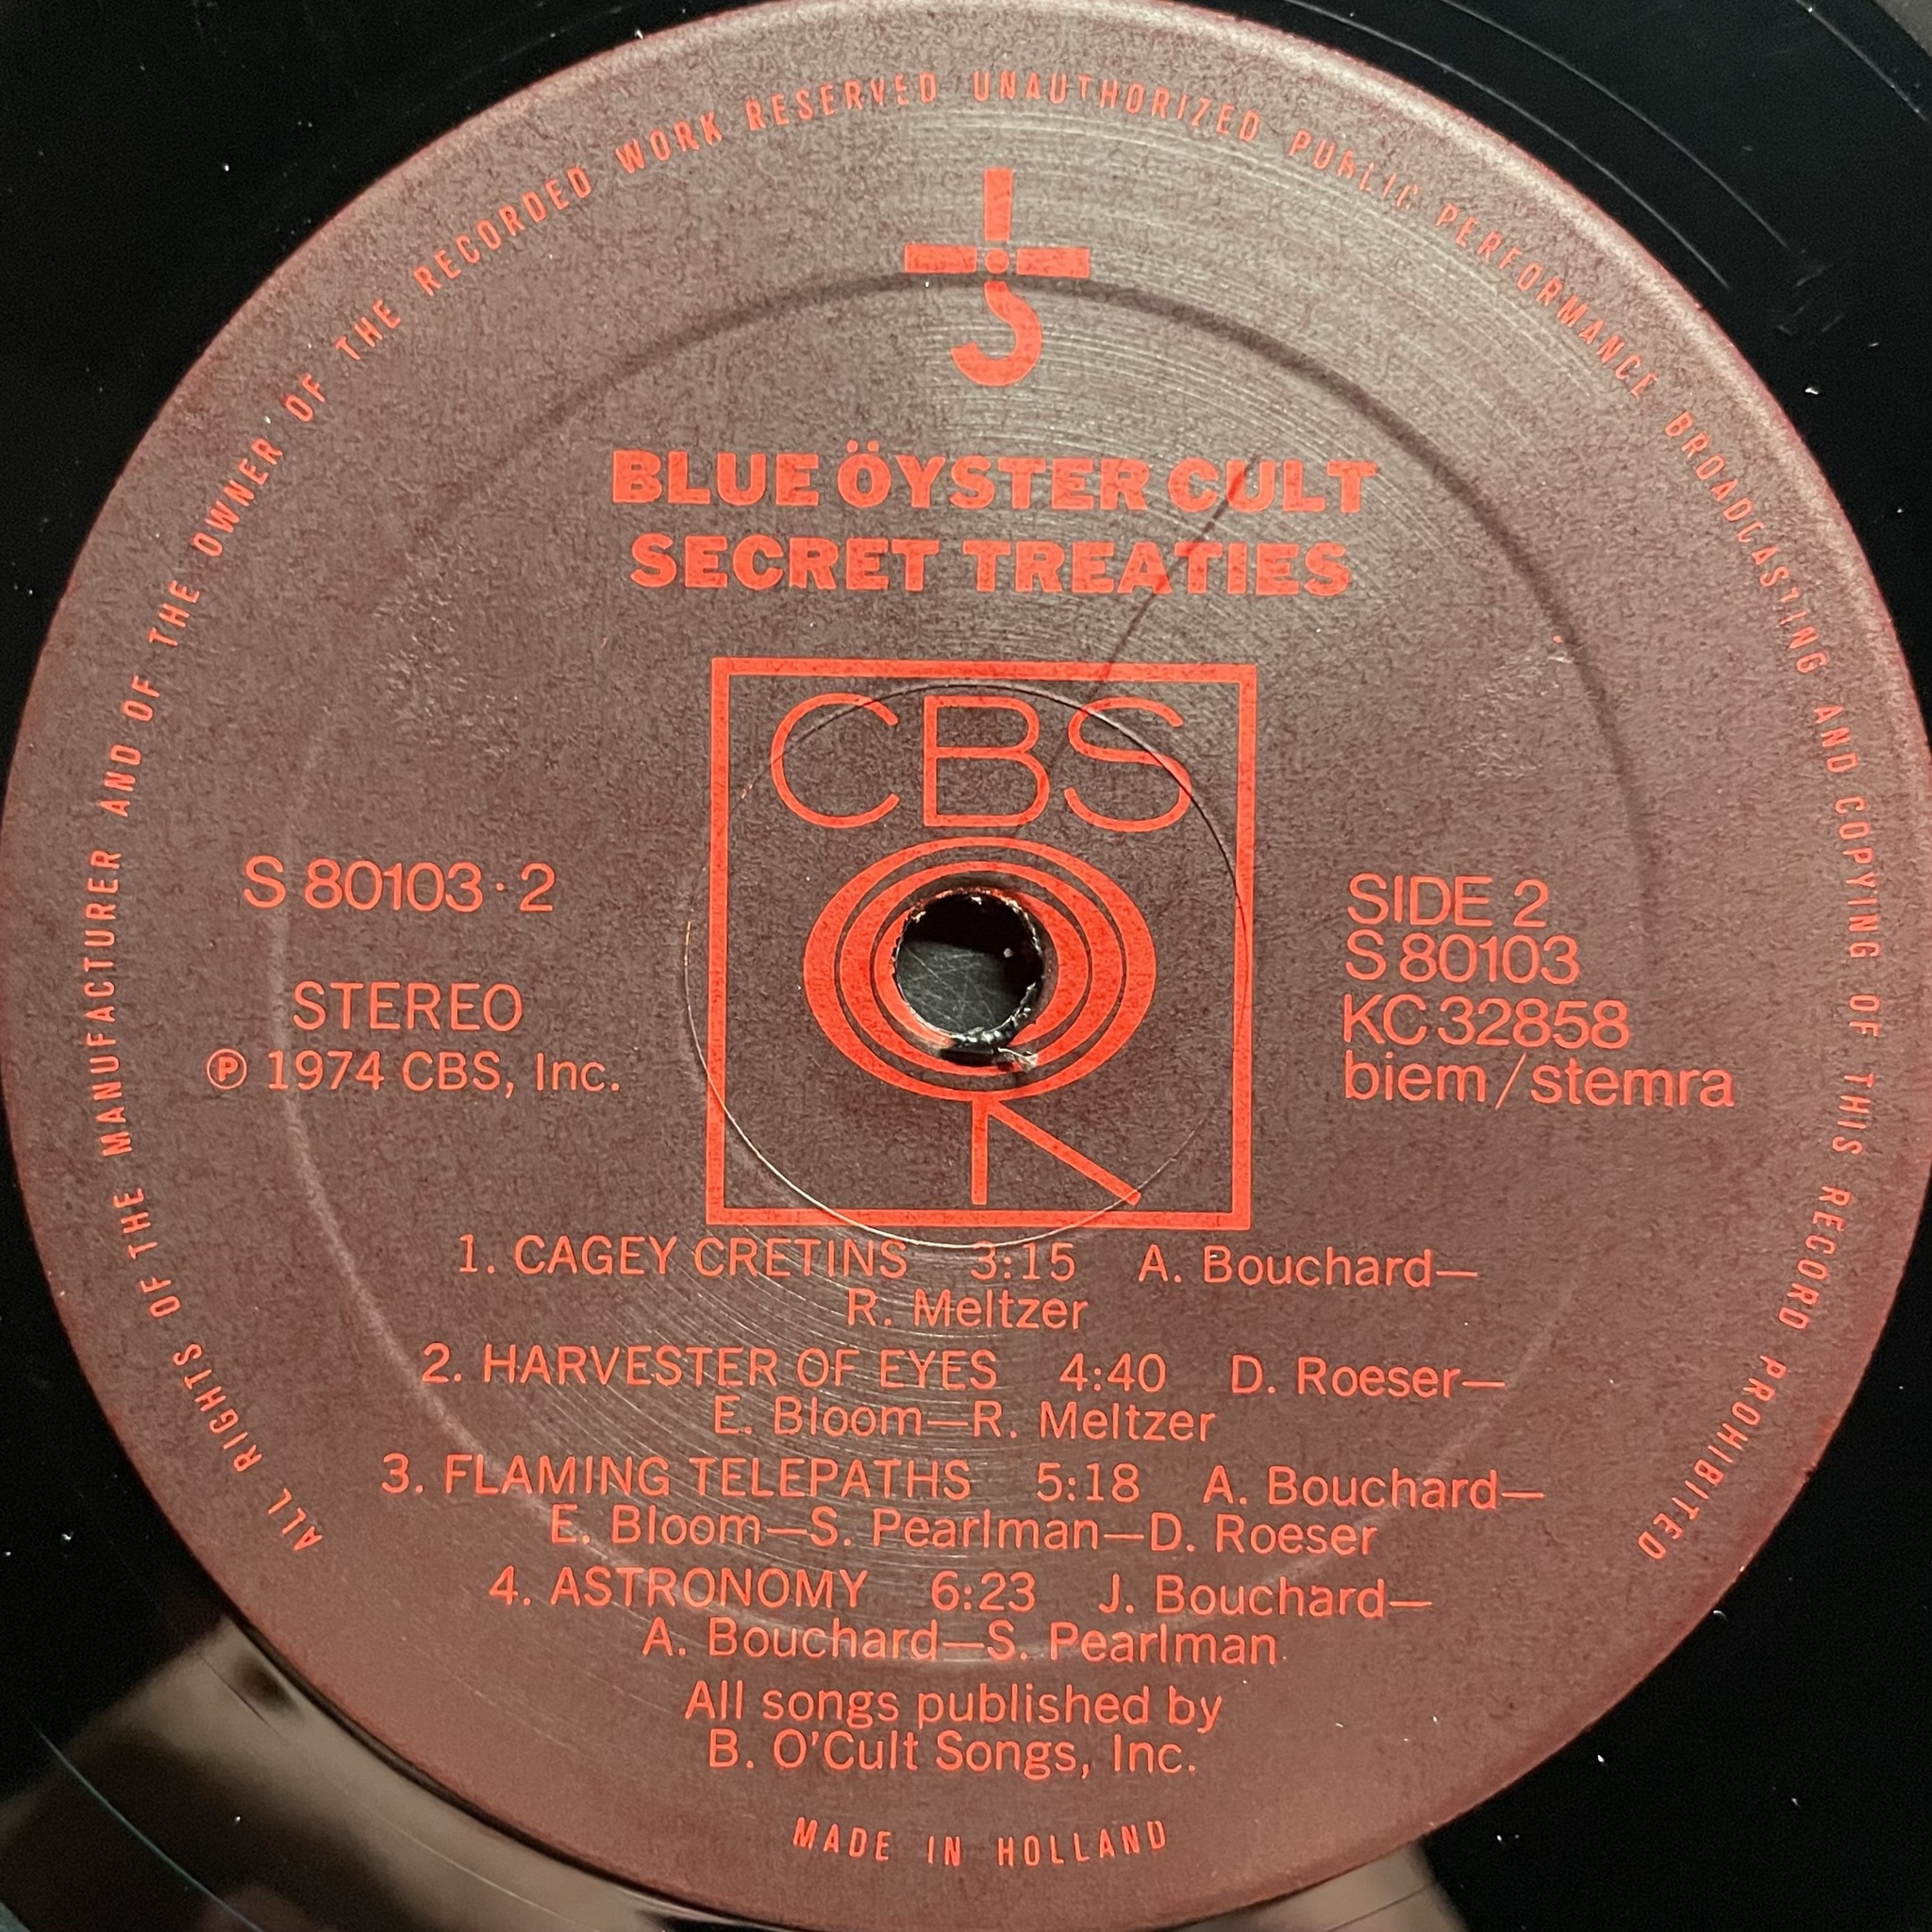 ALL RIGHTS OF THE MANUFACTURER AND OF THE OWNER OF THE RECORDED WORK RESERVED UNAUTHORIZED PUBLIC PERFORMANCE BROADCASTING AND COPYING OF THIS RECORD PROHIBITED
BLUE ÖYSTER CULT
SECRET TREATIES
CBS
S 80103·2
STEREO
℗ 1974 CBS, Inc.
SIDE 2
S 80103
KC 32858
biem/stemra
1. CAGEY CRETINS 3:15 A. Bouchard—
R. Meltzer
2. HARVESTER OF EYES 4:40 D. Roeser—
E. Bloom—R. Meltzer
3. FLAMING TELEPATHS 5:18 A. Bouchard—
E. Bloom—S. Pearlman—D. Roeser
4. ASTRONOMY 6:23 J. Bouchard—
A. Bouchard—S. Pearlman
All songs published by
B. O'Cult Songs, Inc.
MADE IN HOLLAND